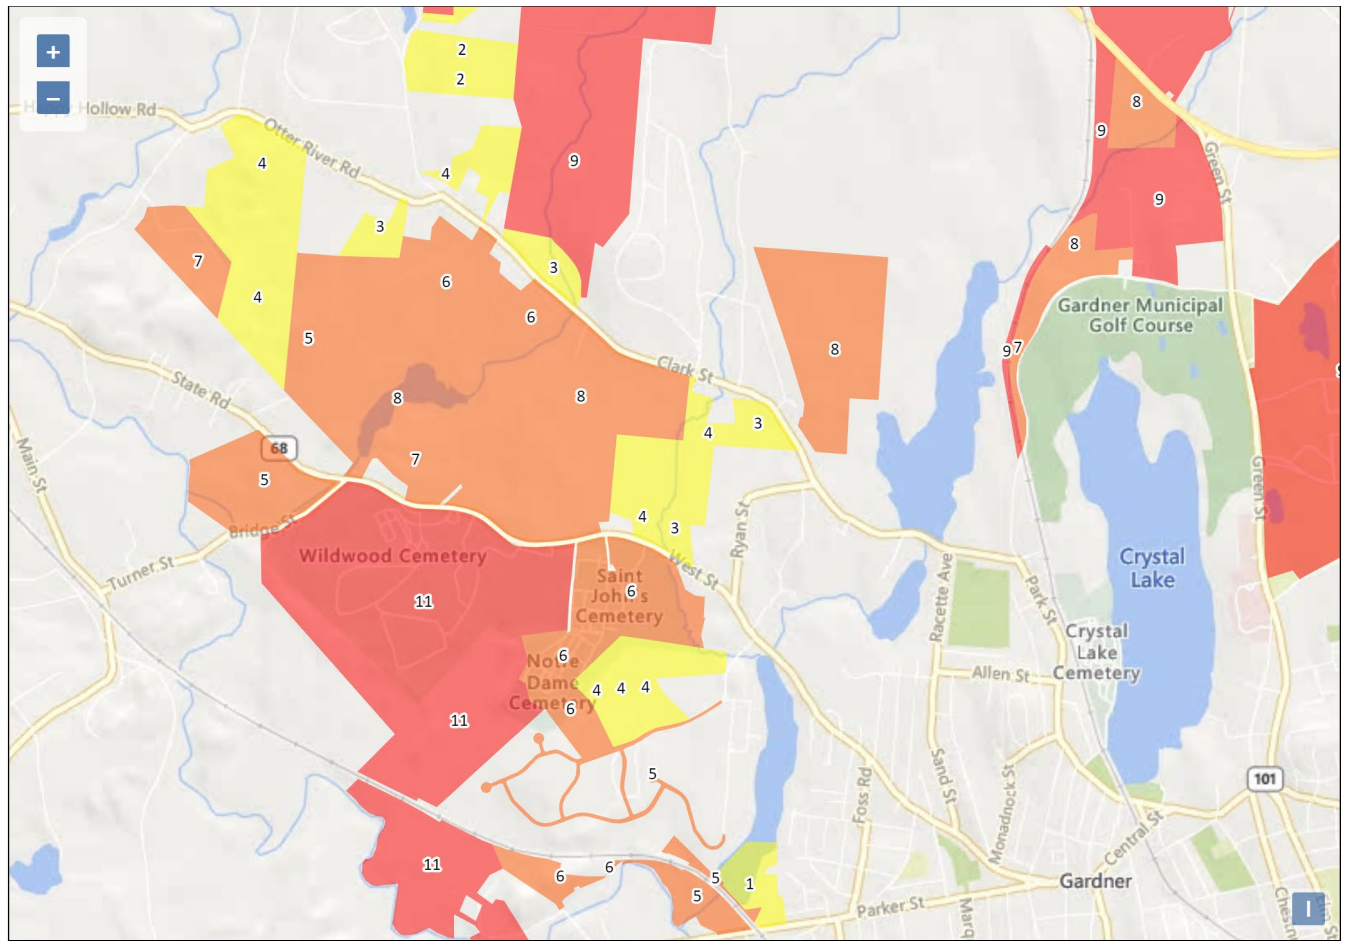 +
−
Hollow Rd
Otter River Rd
2
2
4
4
3
9
7
4
6
3
6
5
8
8
State Rd
68
7
5
Main St
Bridge St
Turner St
Wildwood Cemetery
11
11
11
Clark St
4
3
4
3
8
Saint
John's
Cemetery
6
6
Notre
Dame
Cemetery
6
4
4
4
West St
Ryan St
5
6
6
5
5
1
8
9
9
8
Green St
9
7
Gardner Municipal
Golf Course
Green St
Crystal
Lake
Racette Ave
Park St
Crystal
Lake
Cemetery
Allen St
Sand St
Foss Rd
Monadnock St
Central St
101
Gardner
Parker St
Marq
I